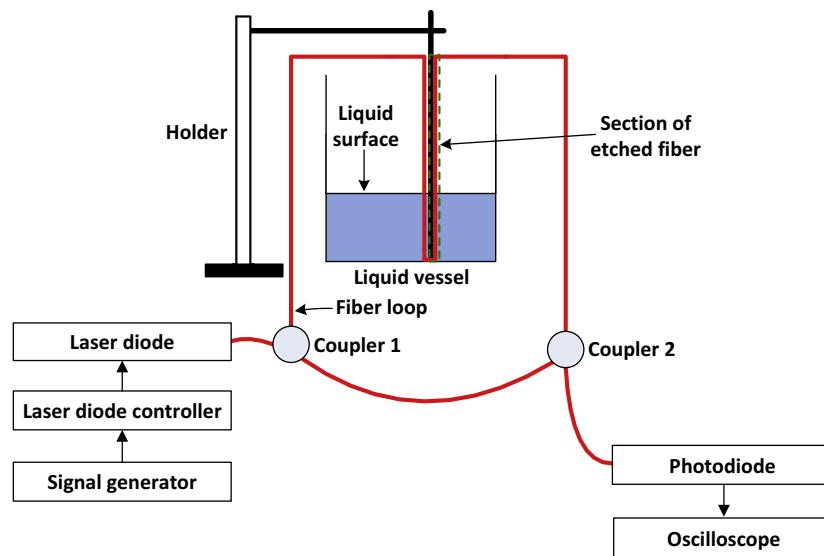 Holder
Liquid
surface
Section of
etched fiber
Liquid vessel
Fiber loop
Laser diode
Coupler 1
Coupler 2
Laser diode controller
Signal generator
Photodiode
Oscilloscope